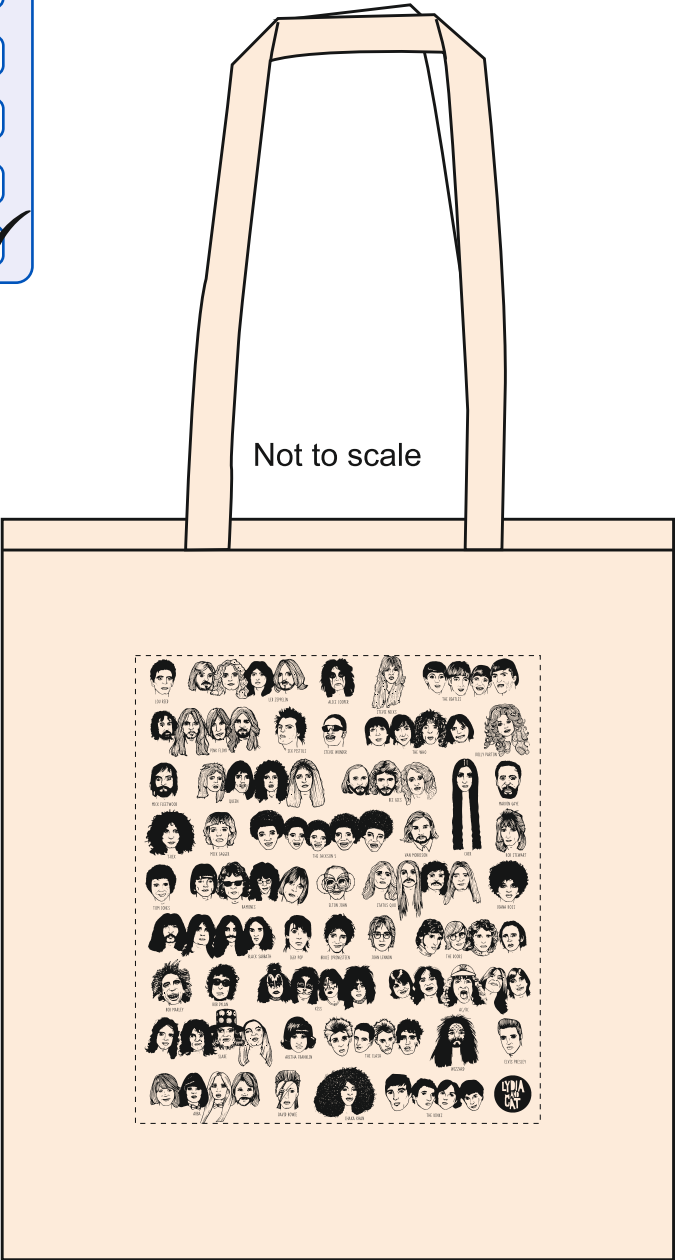 Not to scale
LOU REED
LED ZEPPELIN
ALICE COOPER
STEVIE NICKS
THE BEATLES
PINK FLOYD
SEX PISTOLS
STEVIE WONDER
THE WHO
DOLLY PARTON
MICK FLEETWOOD
QUEEN
BEE GEES
CHER
MARVIN GAYE
MICK JAGGER
THE JACKSON 5
VAN MORRISON
ROD STEWART
TOM JONES
RAMONES
ELTON JOHN
STATUS QUO
DIANA ROSS
BLACK SABBATH
IGGY POP
BRUCE SPRINGSTEEN
JOHN LENNON
THE DOORS
BOB MARLEY
BOB DYLAN
KISS
AC/DC
SLADE
ARETHA FRANKLIN
THE CLASH
WIZZARD
ELVIS PRESLEY
ABBA
DAVID BOWIE
CHAKA KHAN
THE KINKS
LYDIA
AND
CAT